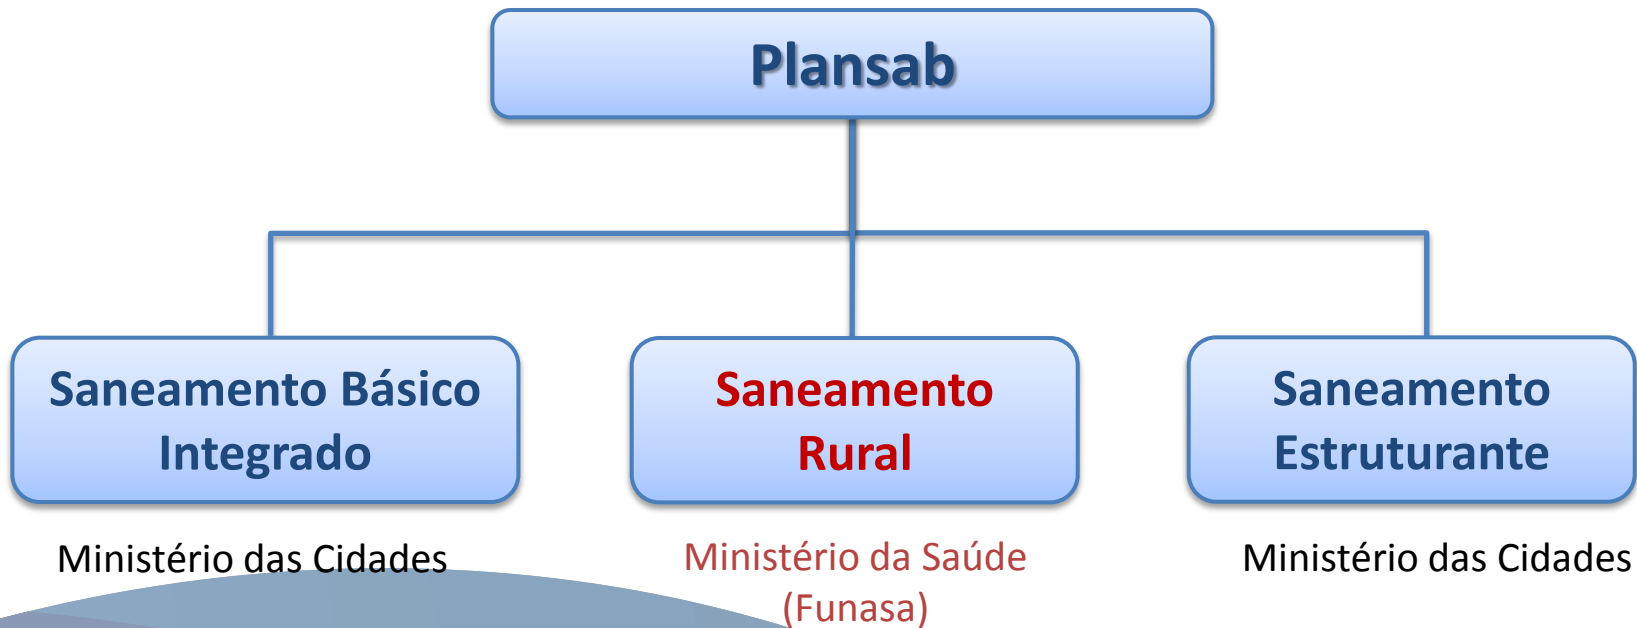 Plansab
Saneamento Básico
Integrado
Saneamento
Rural
Saneamento
Estruturante
Ministério das Cidades
Ministério da Saúde
(Funasa)
Ministério das Cidades